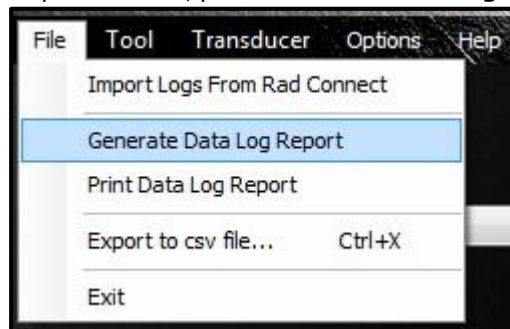 File Tool Transducer Options Help
Import Logs From Rad Connect
Generate Data Log Report
Print Data Log Report
Export to csv file... Ctrl+X
Exit